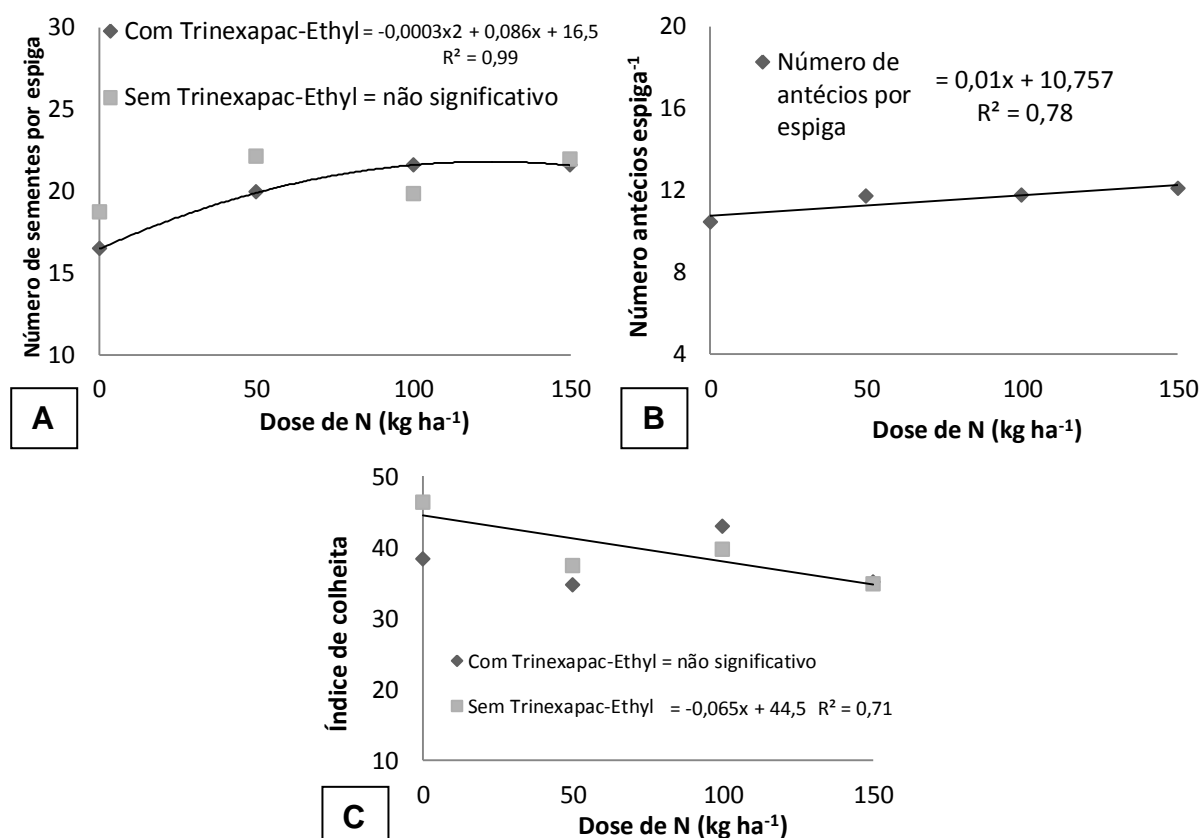 Número de sementes por espiga
30
25
20
15
10
Com Trinexapac-Ethyl = -0,0003x2 + 0,086x + 16,5
R² = 0,99
Sem Trinexapac-Ethyl = não significativo
0 50 100 150
Dose de N (kg ha-1)
A
Número antécios espiga-1
20
16
12
8
4
Número de antécios por espiga
= 0,01x + 10,757
R² = 0,78
0 50 100 150
Dose de N (kg ha-1)
B
Índice de colheita
50
40
30
20
10
Com Trinexapac-Ethyl = não significativo
Sem Trinexapac-Ethyl = -0,065x + 44,5 R² = 0,71
0 50 100 150
Dose de N (kg ha-1)
C